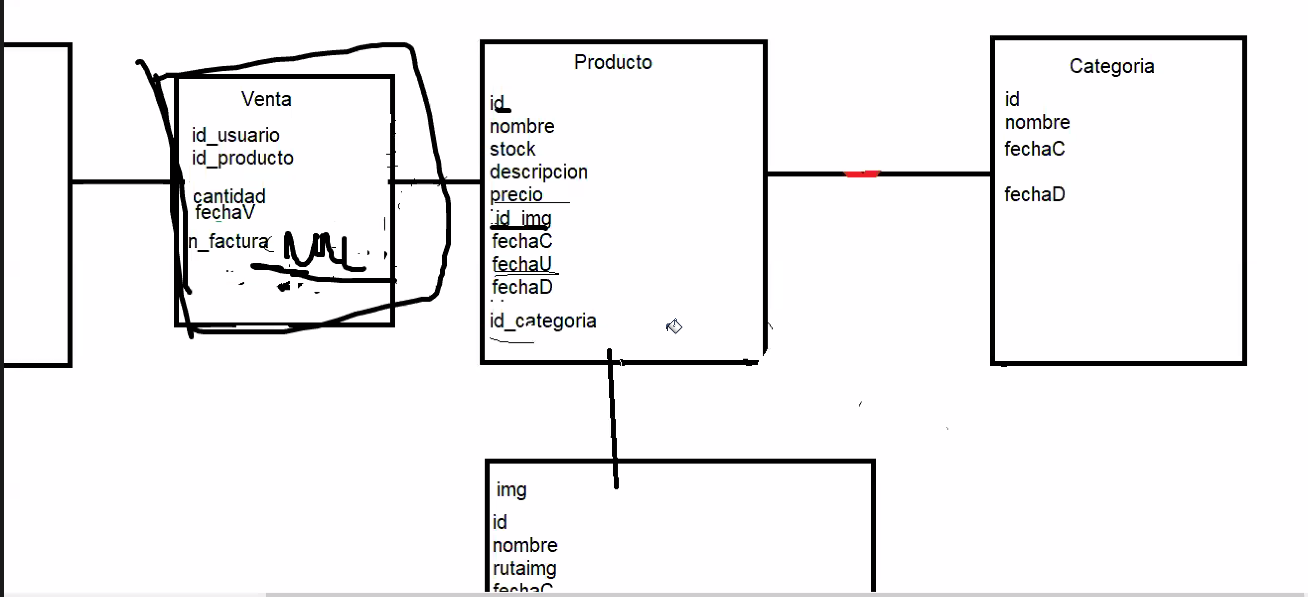 Venta
id_usuario
id_producto
cantidad
fechaV
n_factura
Producto
id
nombre
stock
descripcion
precio
id_img
fechaC
fechaU
fechaD
id_categoria
Categoria
id
nombre
fechaC
fechaD
img
id
nombre
rutaimg
fechaC